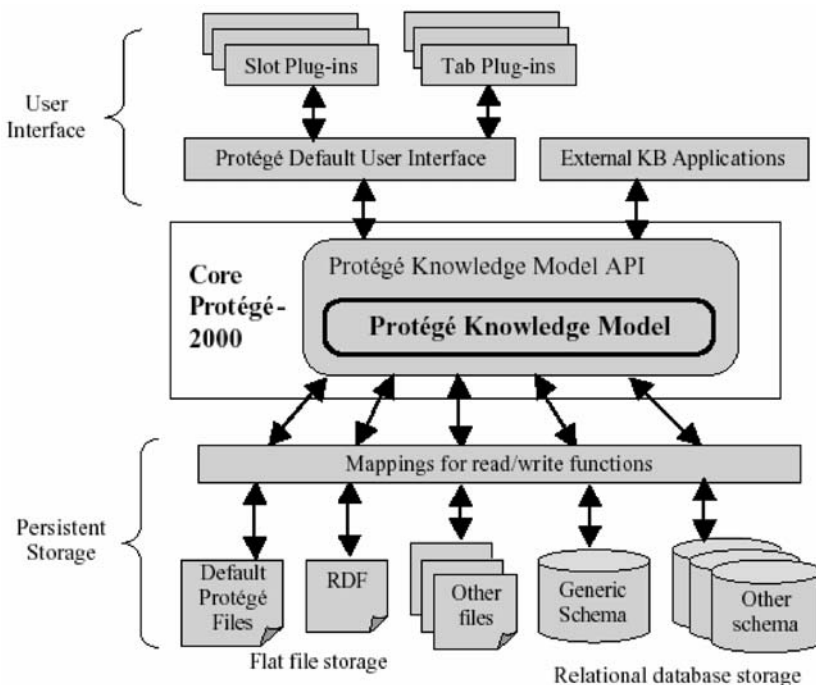 Slot Plug-ins
Tab Plug-ins
User
Interface
Protégé Default User Interface
External KB Applications
Core
Protégé-
2000
Protégé Knowledge Model API
Protégé Knowledge Model
Mappings for read/write functions
Persistent
Storage
Default
Protégé
Files
RDF
Other
files
Generic
Schema
Other
schema
Flat file storage
Relational database storage